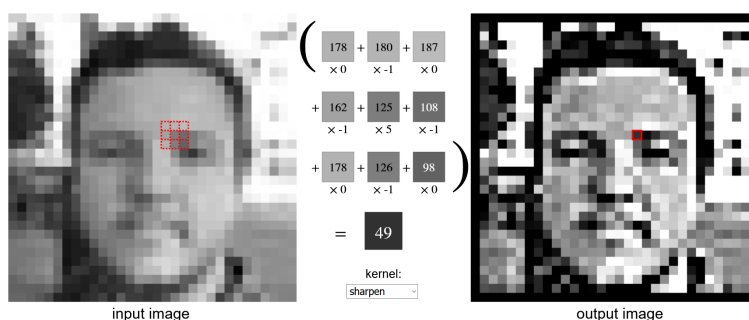 ( 178 + 180 + 187
× 0 × -1 × 0
+ 162 + 125 + 108
× -1 × 5 × -1
+ 178 + 126 + 98 )
× 0 × -1 × 0
= 49
kernel:
sharpen
input image
output image